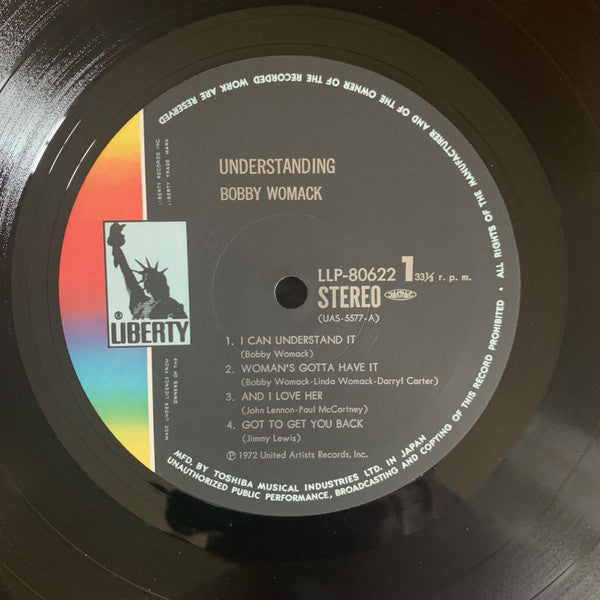 ALL RIGHTS OF THE MANUFACTURER AND OF THE OWNER OF THE RECORDED WORK ARE RESERVED
LIBERTY RECORDS INC.
LIBERTY TRADE MARK
UNDERSTANDING
BOBBY WOMACK
LLP-80622 1 33⅓ r. p. m.
STEREO
(UAS-5577-A)
LIBERTY
1. I CAN UNDERSTAND IT
(Bobby Womack)
2. WOMAN'S GOTTA HAVE IT
(Bobby Womack-Linda Womack-Darryl Carter)
3. AND I LOVE HER
(John Lennon-Paul McCartney)
4. GOT TO GET YOU BACK
(Jimmy Lewis)
℗ 1972 United Artists Records, Inc.
MADE UNDER LICENCE FROM
OWNERS OF THE
MFD. BY TOSHIBA MUSICAL INDUSTRIES LTD. IN JAPAN
UNAUTHORIZED PUBLIC PERFORMANCE, BROADCASTING AND COPYING OF THIS RECORD PROHIBITED •